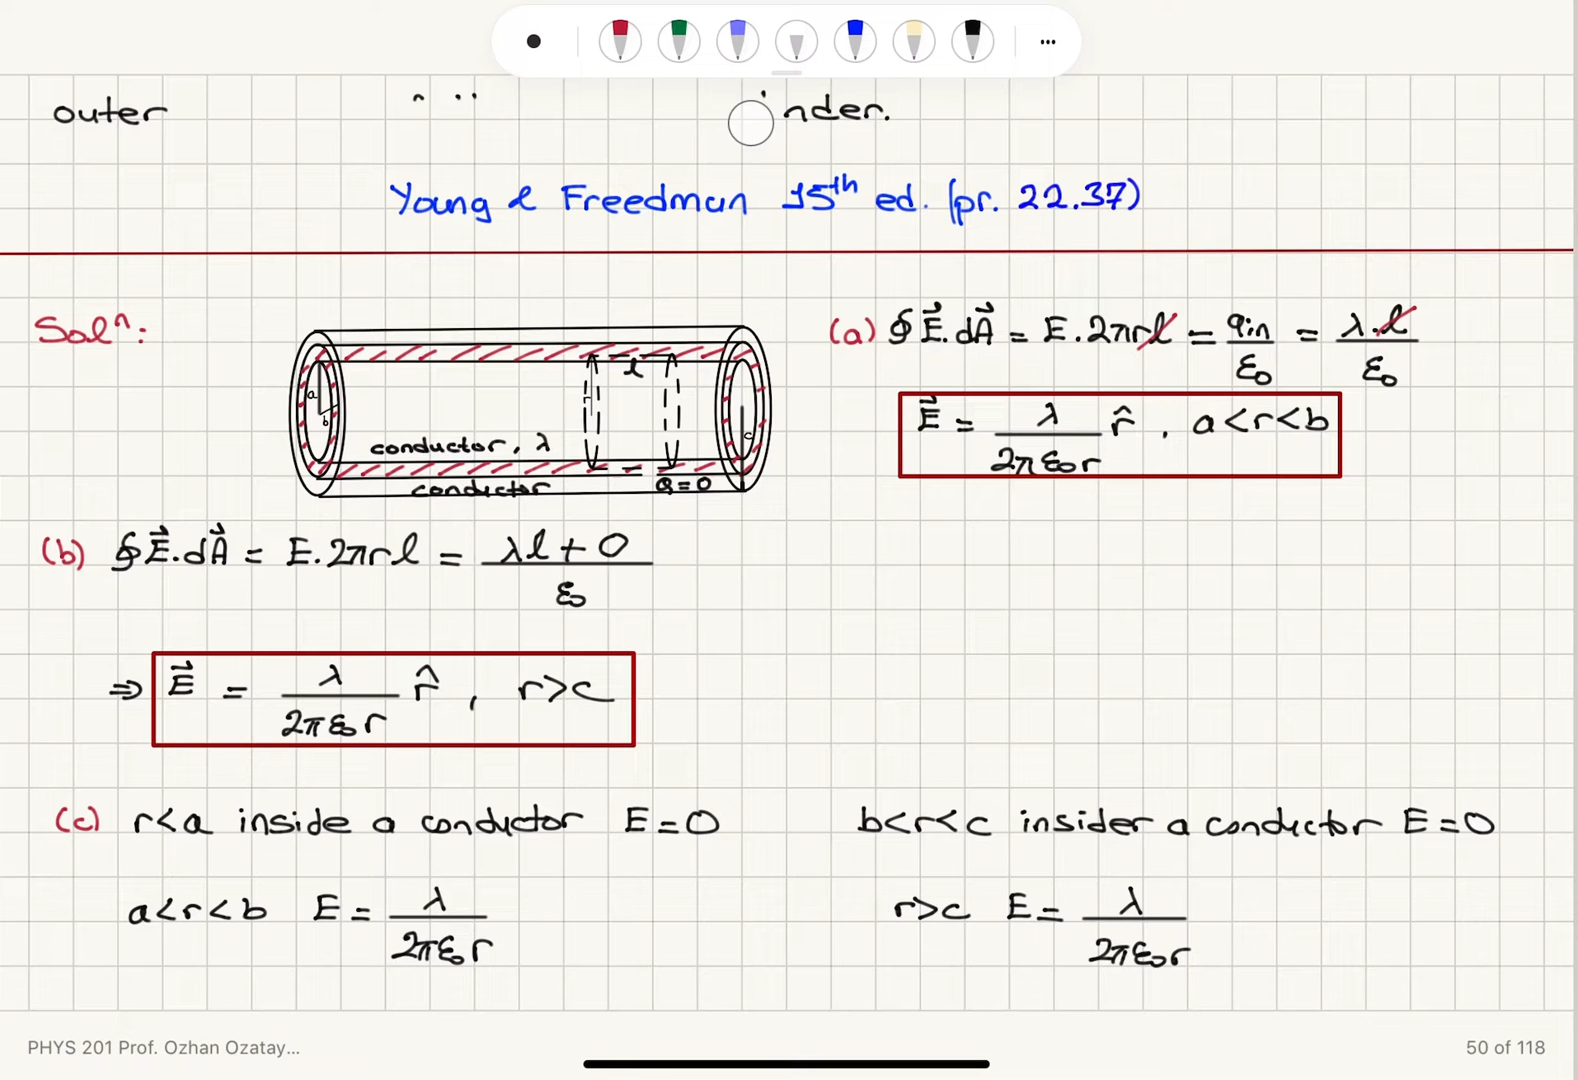 outer nder.
Young & Freedman 15th ed. (pr. 22.37)
Solⁿ:
a
b
l
r
c
conductor, λ
conductor
Q=0
(a) ∮E⃗.dA⃗ = E.2πrl = qin/ε₀ = λ.l/ε₀
E⃗ = λ/2πε₀r r̂ , a<r<b
(b) ∮E⃗.dA⃗ = E.2πrl = λl+0/ε₀
⇒ E⃗ = λ/2πε₀r r̂ , r>c
(c) r<a inside a conductor E=0
b<r<c insider a conductor E=0
a<r<b E = λ/2πε₀r
r>c E = λ/2πε₀r
PHYS 201 Prof. Ozhan Ozatay...
50 of 118